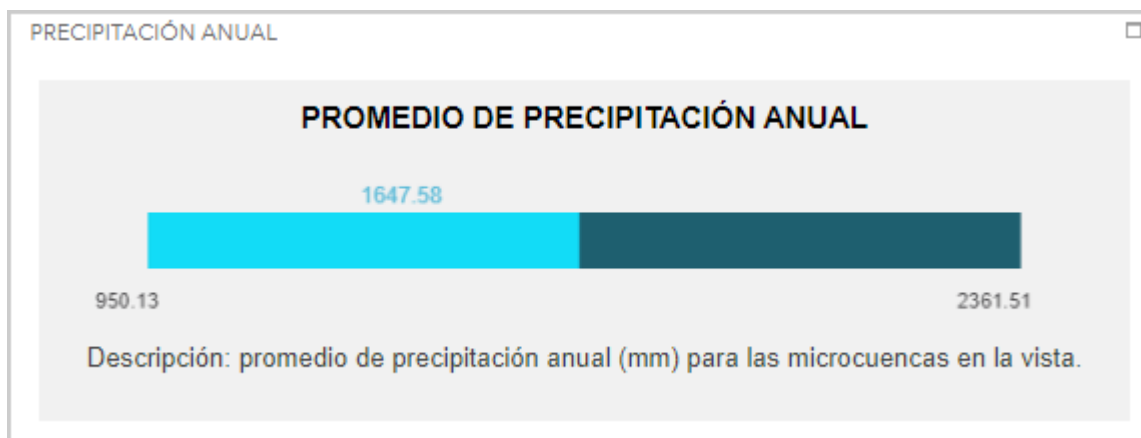 PRECIPITACIÓN ANUAL
PROMEDIO DE PRECIPITACIÓN ANUAL
1647.58
950.13 2361.51
Descripción: promedio de precipitación anual (mm) para las microcuencas en la vista.